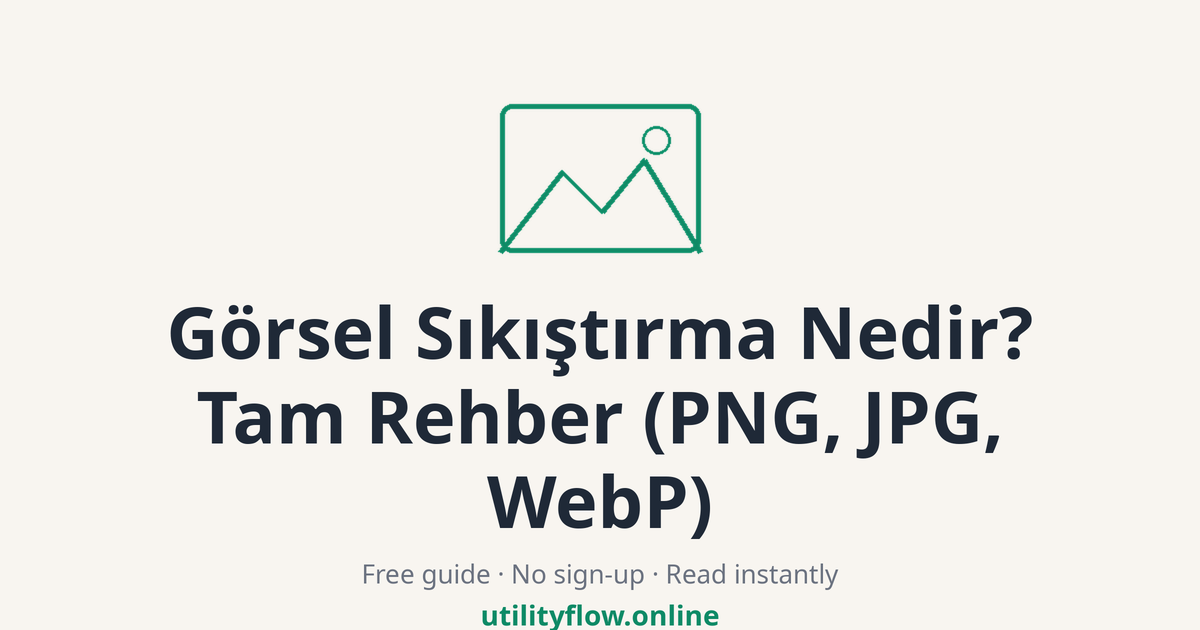 Görsel Sıkıştırma Nedir?
Tam Rehber (PNG, JPG,
WebP)
Free guide · No sign-up · Read instantly
utilityflow.online